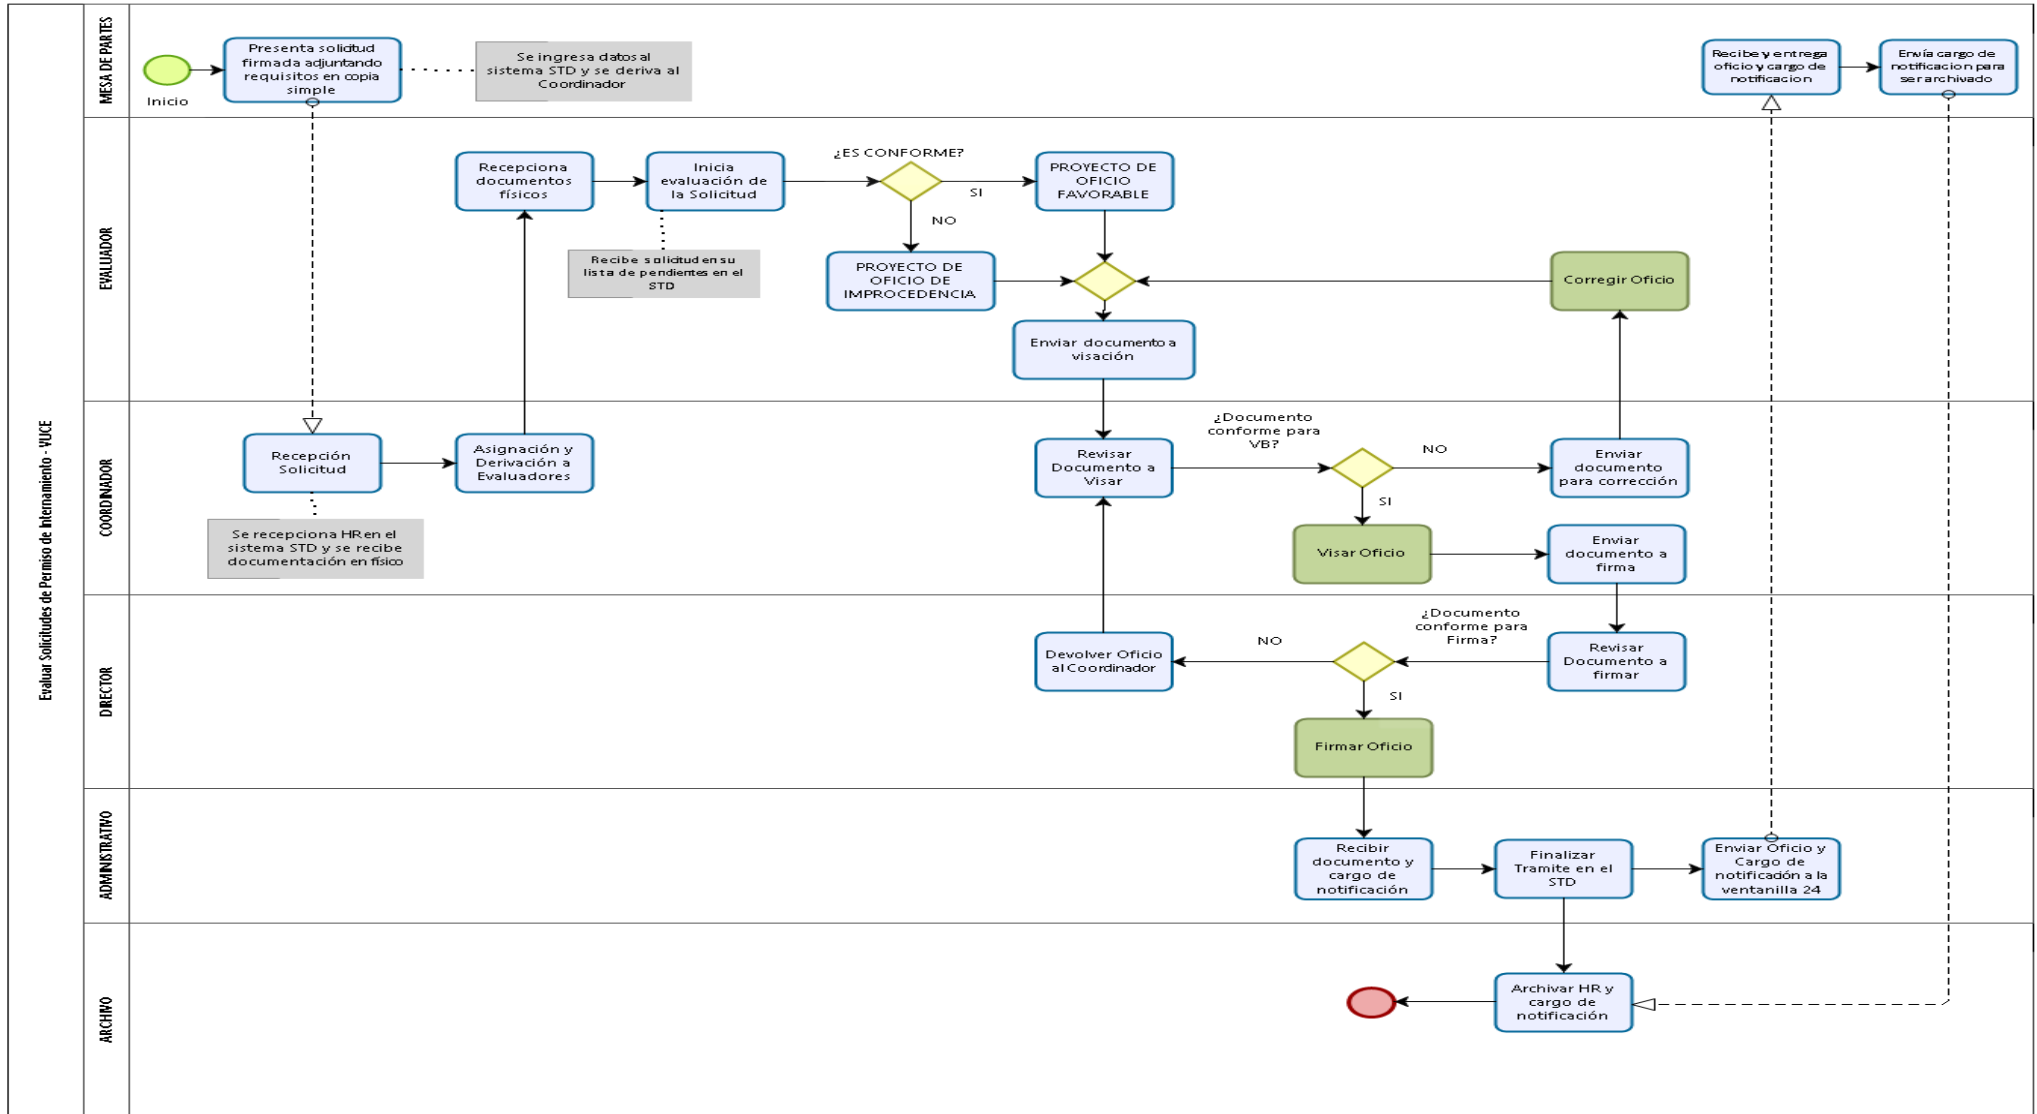 Evaluar Solicitudes de Permiso de Internamiento - VUCE
MESA DE PARTES
Inicio
Presenta solicitud
firmada adjuntando
requisitos en copia
simple
Se ingresa datos al
sistema STD y se deriva al
Coordinador
Recibe y entrega
oficio y cargo de
notificacion
Envía cargo de
notificacion para
ser archivado
EVALUADOR
Recepciona
documentos
físicos
Inicia
evaluación de
la Solicitud
Recibe solicitud en su
lista de pendientes en el
STD
¿ES CONFORME?
SI
NO
PROYECTO DE
OFICIO
FAVORABLE
PROYECTO DE
OFICIO DE
IMPROCEDENCIA
Corregir Oficio
Enviar documento a
visación
COORDINADOR
Recepción
Solicitud
Se recepciona HR en el
sistema STD y se recibe
documentación en físico
Asignación y
Derivación a
Evaluadores
Revisar
Documento a
Visar
¿Documento
conforme para
VB?
NO
SI
Enviar
documento
para corrección
Visar Oficio
Enviar
documento a
firma
DIRECTOR
Devolver Oficio
al Coordinador
NO
¿Documento
conforme para
Firma?
SI
Revisar
Documento a
firmar
Firmar Oficio
ADMINISTRATIVO
Recibir
documento y
cargo de
notificación
Finalizar
Tramite en el
STD
Enviar Oficio y
Cargo de
notificación a la
ventanilla 24
ARCHIVO
Archivar HR y
cargo de
notificación